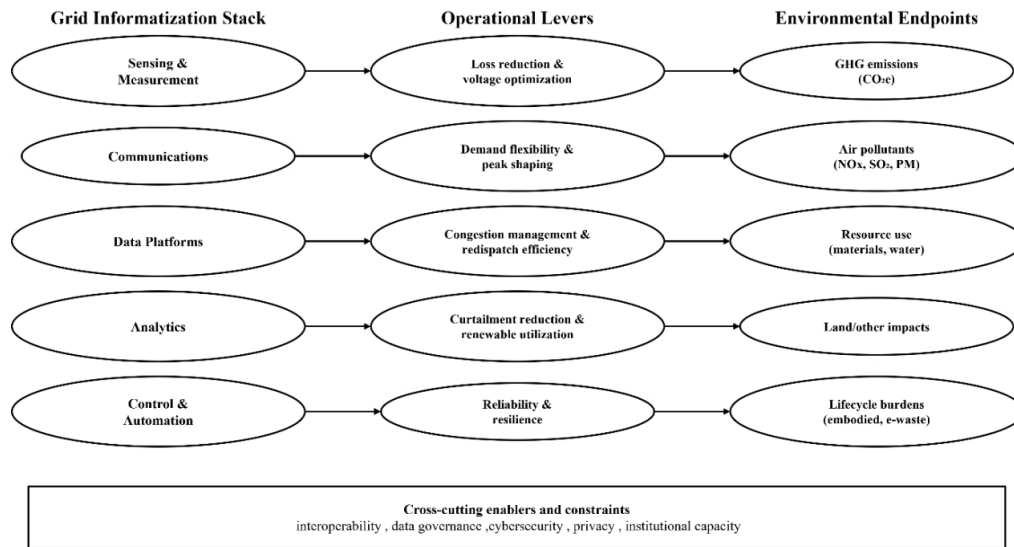 Grid Informatization Stack
Operational Levers
Environmental Endpoints
Sensing &
Measurement
Loss reduction &
voltage optimization
GHG emissions
(CO₂e)
Communications
Demand flexibility &
peak shaping
Air pollutants
(NOx, SO₂, PM)
Data Platforms
Congestion management &
redispatch efficiency
Resource use
(materials, water)
Analytics
Curtailment reduction &
renewable utilization
Land/other impacts
Control &
Automation
Reliability &
resilience
Lifecycle burdens
(embodied, e-waste)
Cross-cutting enablers and constraints
interoperability , data governance ,cybersecurity , privacy , institutional capacity